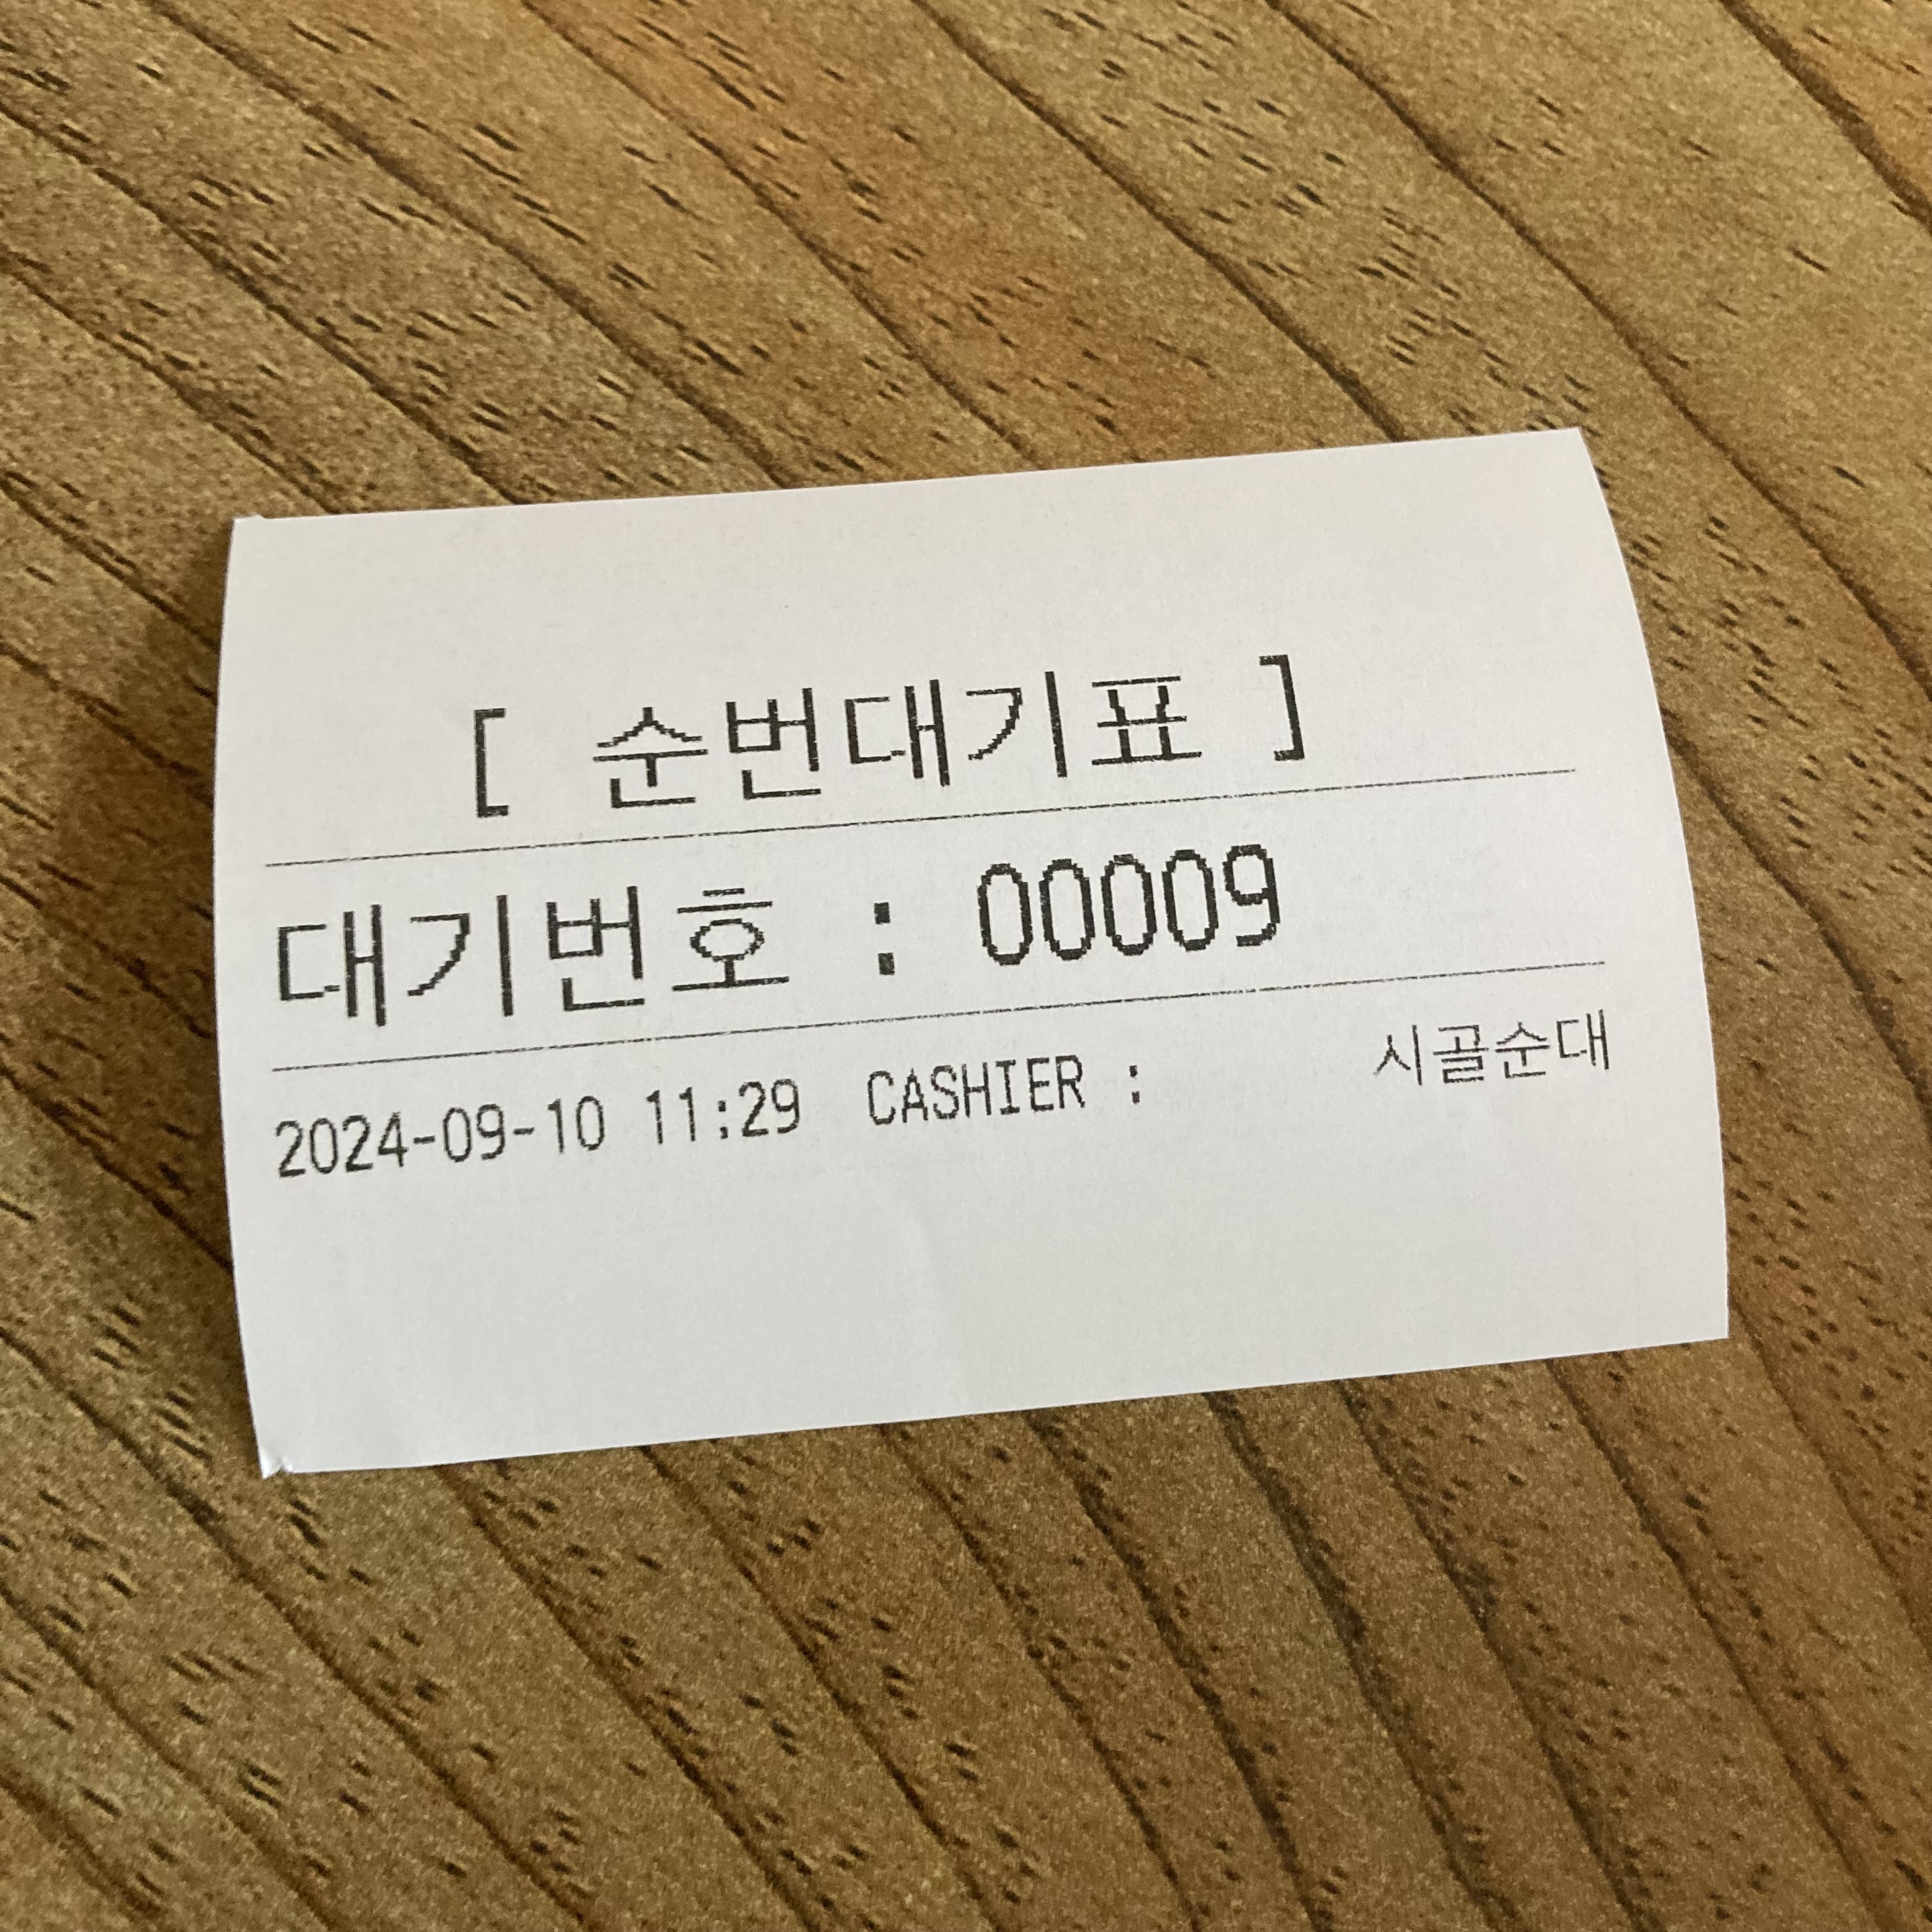 [ 순번대기표 ]
대기번호 : 00009
2024-09-10 11:29 CASHIER : 시골순대